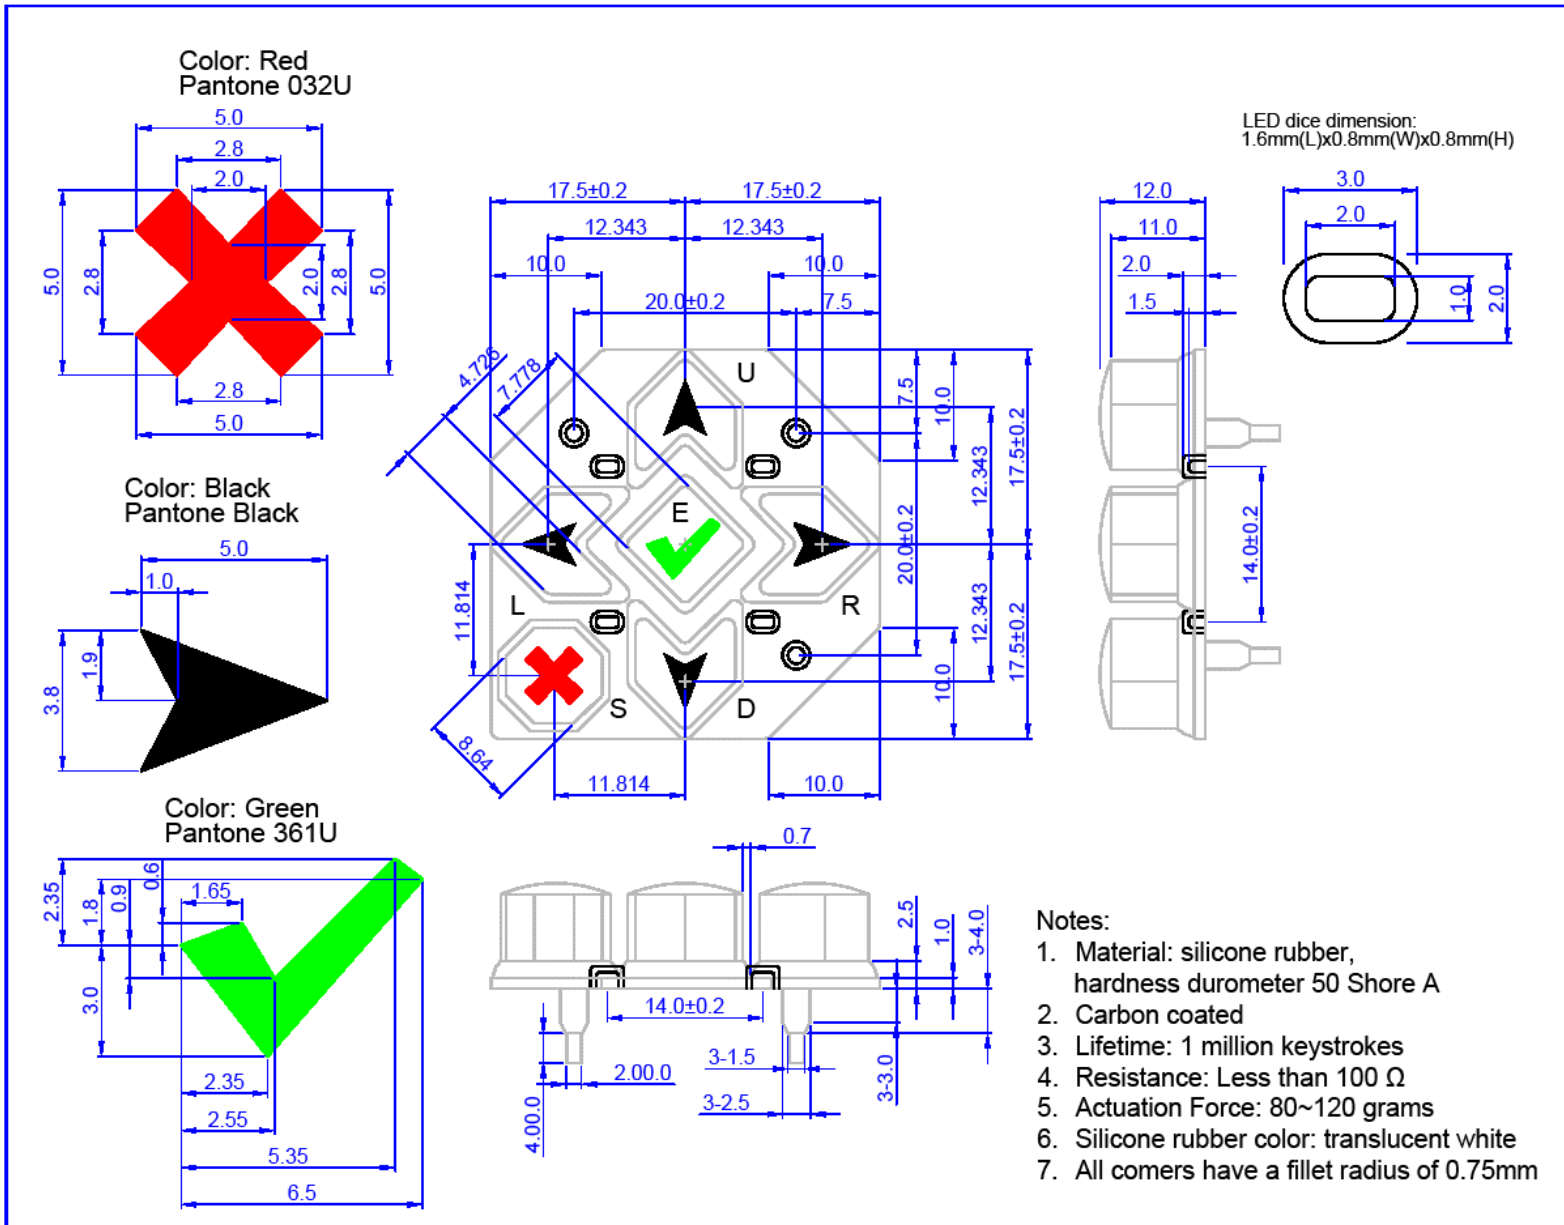 Color: Red
Pantone 032U
5.0
2.8
2.0
5.0
2.8
2.0
2.8
5.0
2.8
5.0
Color: Black
Pantone Black
5.0
1.0
1.9
3.8
Color: Green
Pantone 361U
2.35
1.8
0.9
0.6
1.65
3.0
2.35
2.55
5.35
6.5
17.5±0.2
17.5±0.2
12.343
12.343
10.0
10.0
20.0±0.2
7.5
4.726
7.778
7.5
10.0
17.5±0.2
12.343
20.0±0.2
12.343
17.5±0.2
10.0
U
E
L
R
S
D
11.814
8.64
11.814
10.0
12.0
11.0
2.0
1.5
14.0±0.2
LED dice dimension:
1.6mm(L)x0.8mm(W)x0.8mm(H)
3.0
2.0
1.0
2.0
0.7
2.5
1.0
3-4.0
14.0±0.2
3-1.5
2.00.0
3-2.5
3-3.0
4.00.0
Notes:
1. Material: silicone rubber,
hardness durometer 50 Shore A
2. Carbon coated
3. Lifetime: 1 million keystrokes
4. Resistance: Less than 100 Ω
5. Actuation Force: 80~120 grams
6. Silicone rubber color: translucent white
7. All comers have a fillet radius of 0.75mm